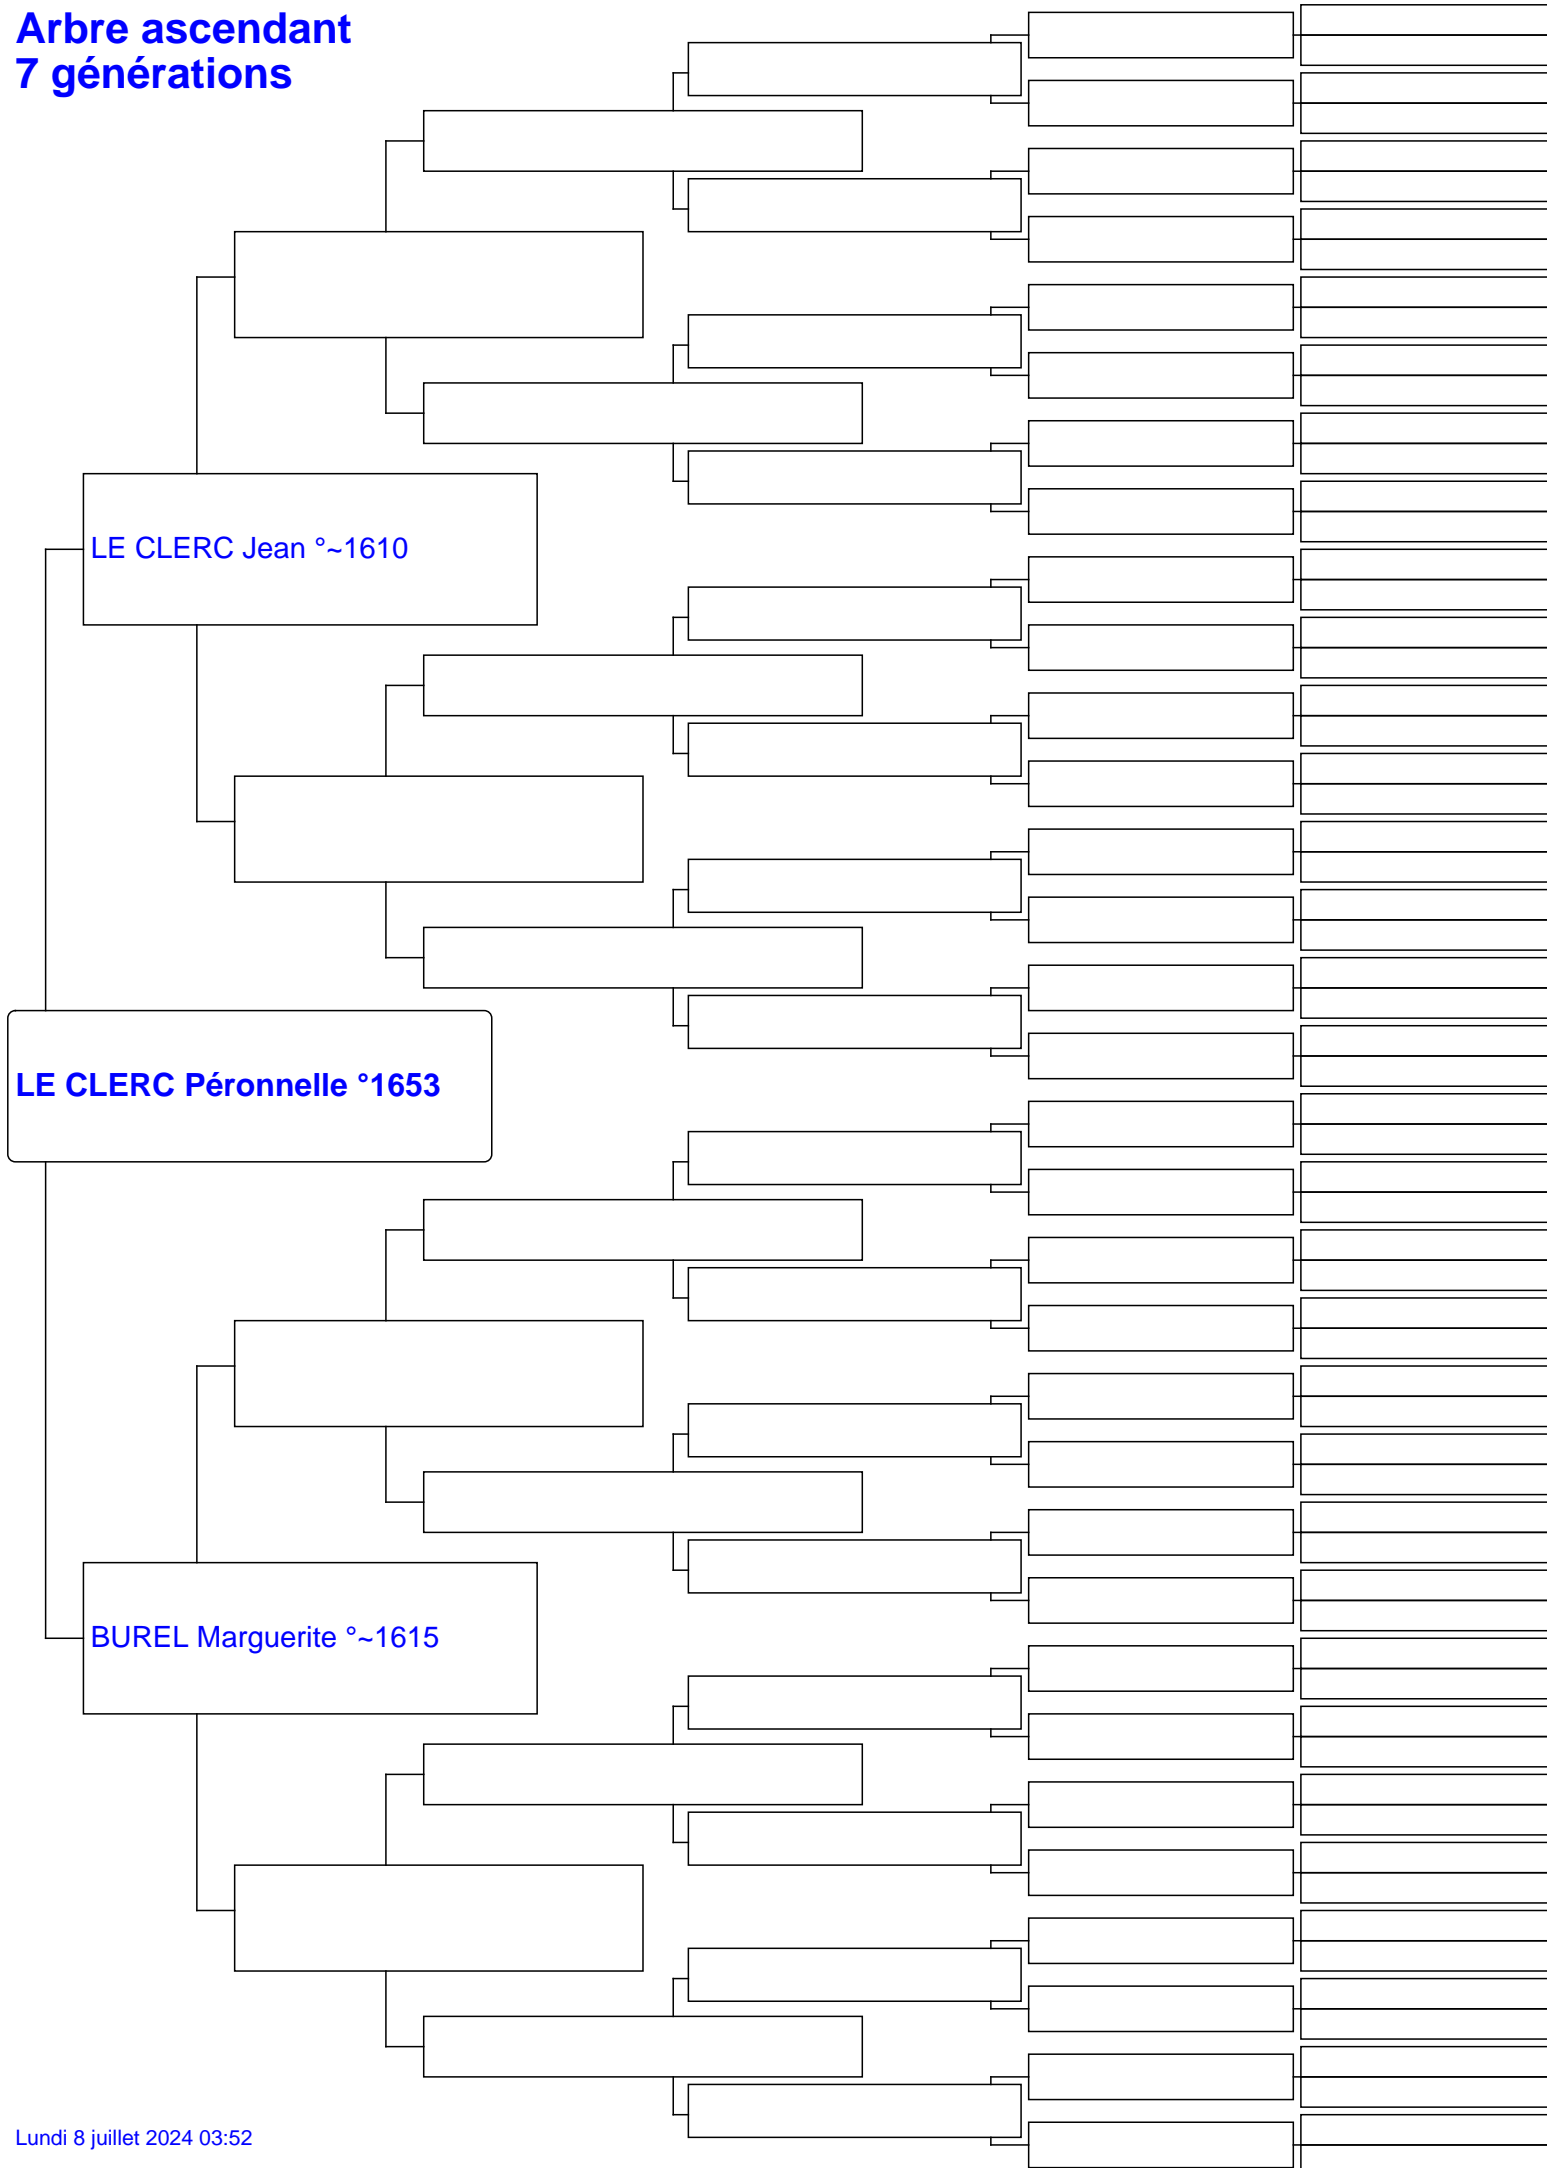 Arbre ascendant
7 générations
LE CLERC Jean °~1610
LE CLERC Péronnelle °1653
BUREL Marguerite °~1615
Lundi 8 juillet 2024 03:52